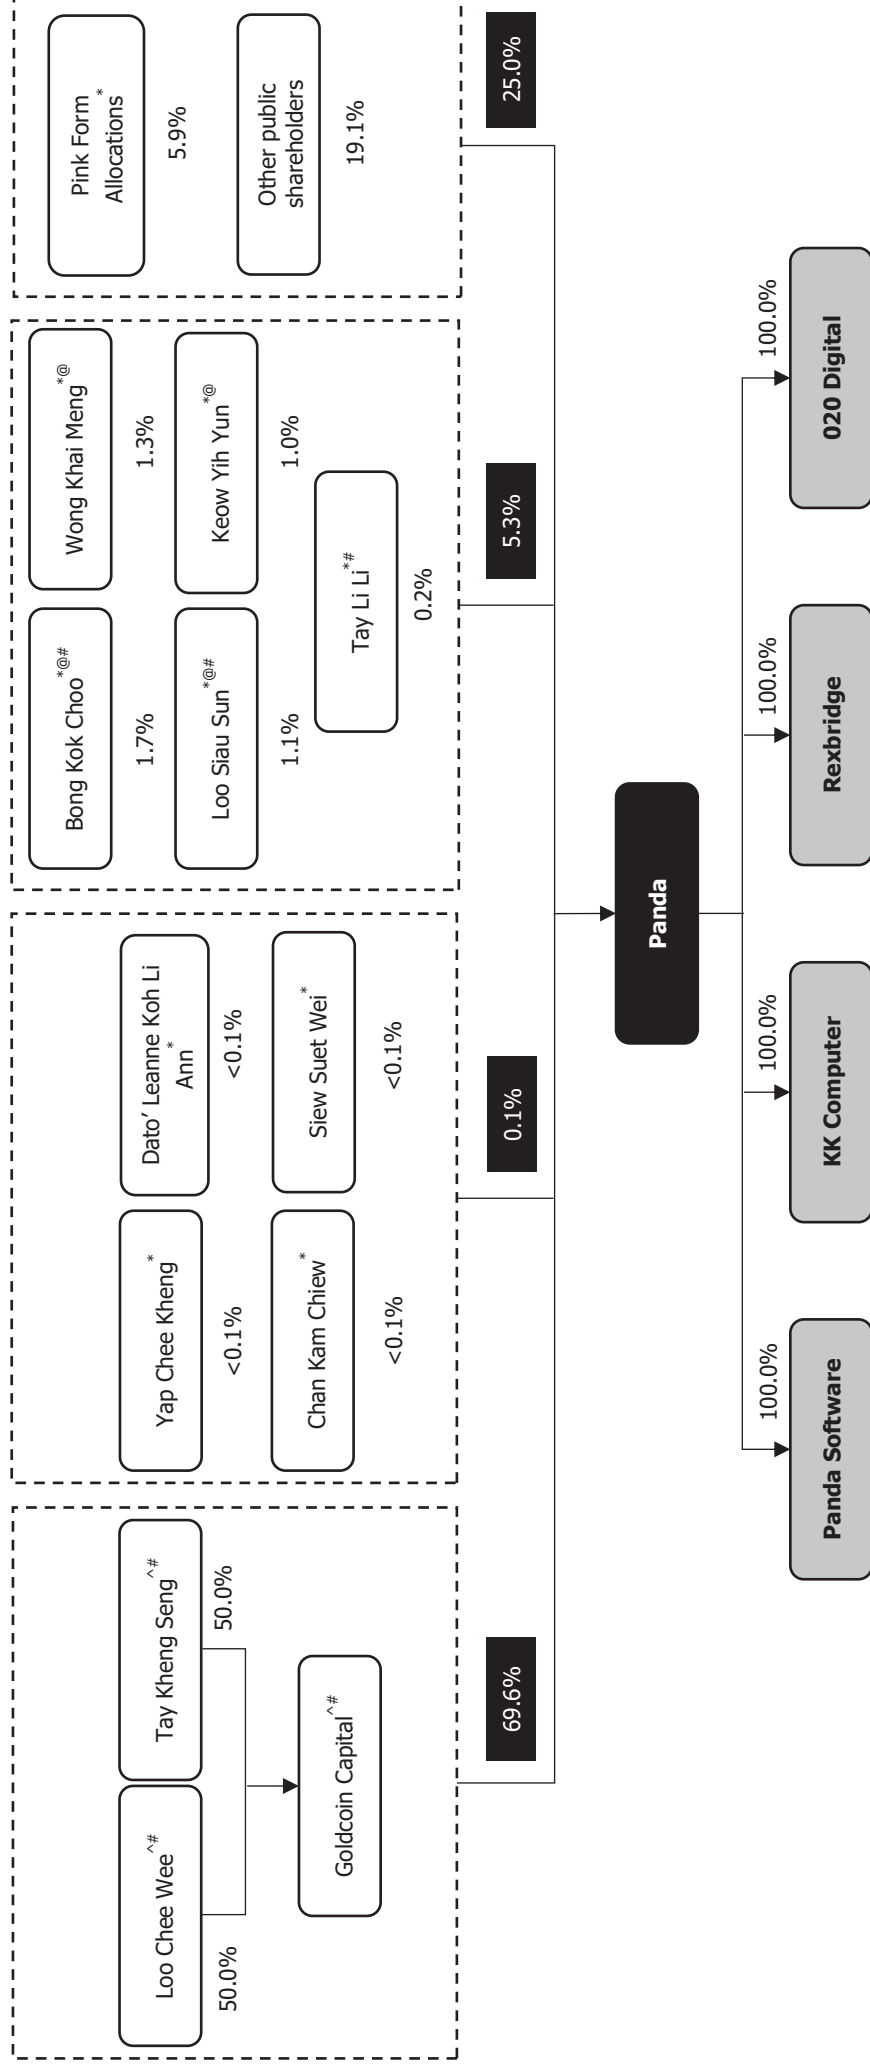 Loo Chee Wee^#
Tay Kheng Seng^#
50.0%
50.0%
Goldcoin Capital^#
69.6%
Yap Chee Kheng*
Dato’ Leanne Koh Li
Ann*
<0.1%
<0.1%
Chan Kam Chiew*
Siew Suet Wei*
<0.1%
<0.1%
0.1%
Bong Kok Choo*@#
Wong Khai Meng*@
1.7%
1.3%
Loo Siau Sun*@#
Keow Yih Yun*@
1.1%
1.0%
Tay Li Li*#
0.2%
5.3%
Pink Form
Allocations*
5.9%
Other public
shareholders
19.1%
25.0%
Panda
100.0%
100.0%
100.0%
100.0%
Panda Software
KK Computer
Rexbridge
020 Digital